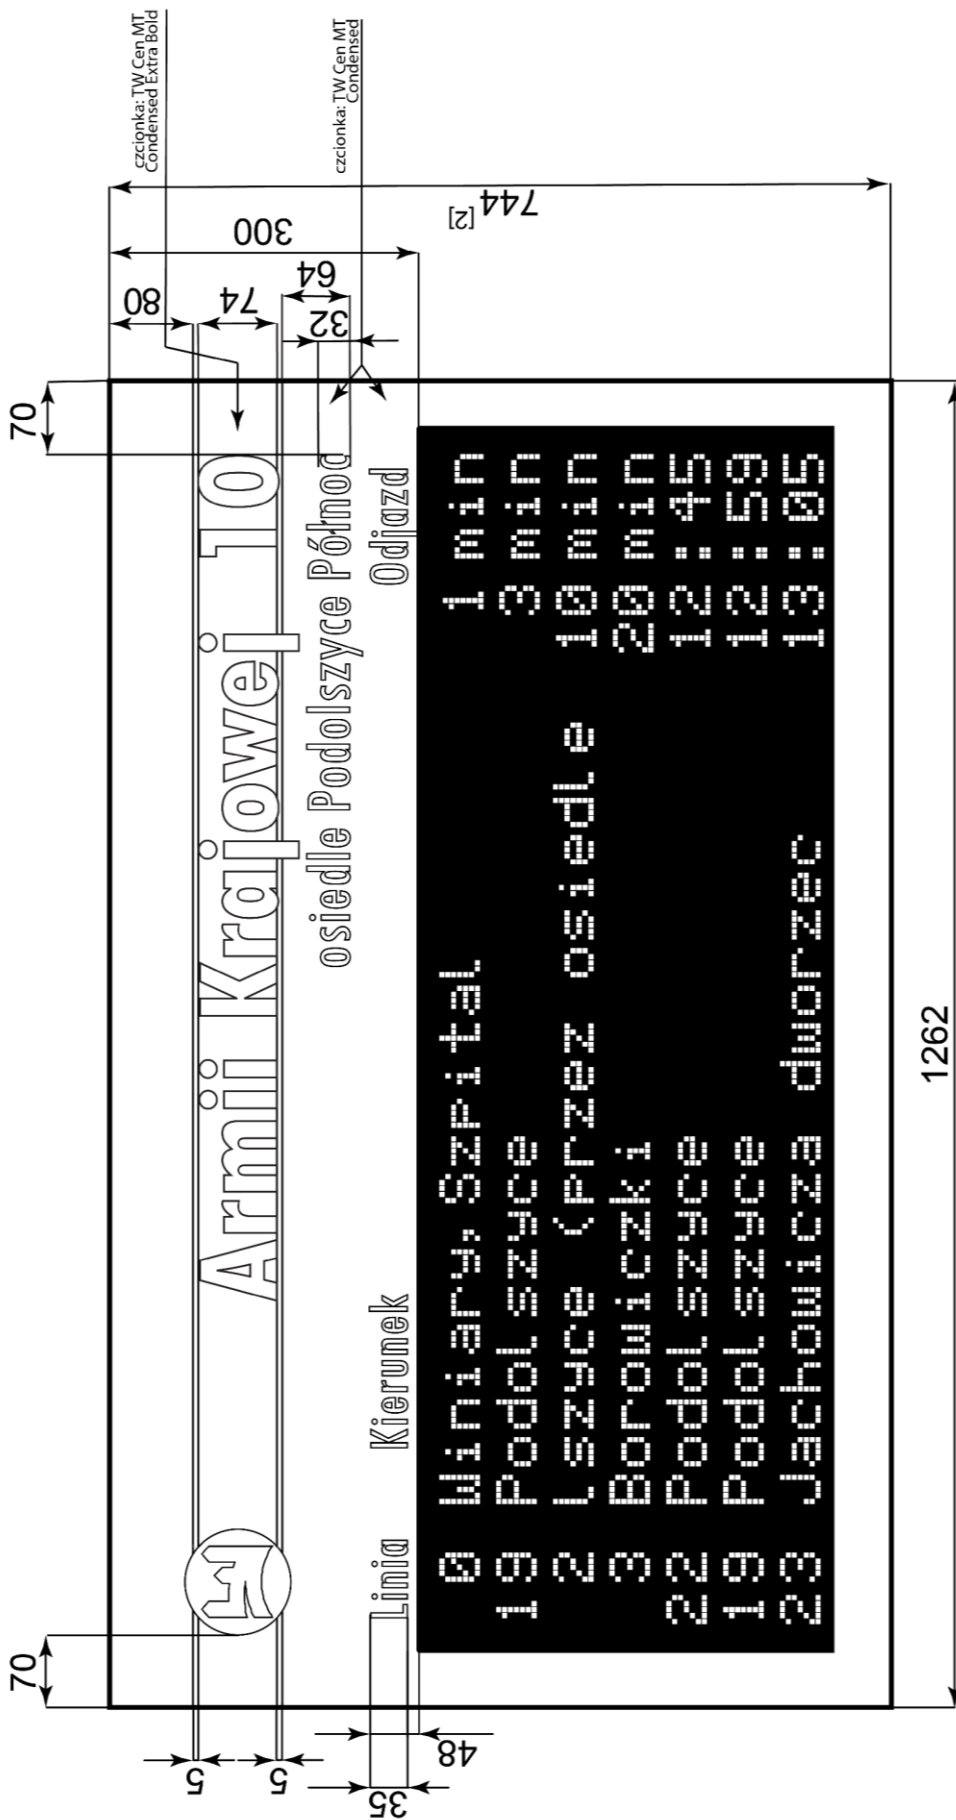 czcionka: TW Cen MT
Condensed Extra Bold
czcionka: TW Cen MT
Condensed
70
70
80
74
64
32
300
744
[2]
5
5
35
48
1262
Armii Krajowej 10
osiedle Podolszyce Północ
Linia Kierunek Odjazd
0 Winiary,Szpital 1 min
19 Podolszyce 3 min
2 Lszyce (przez osiedle 10 min
3 Borowiczki 20 min
22 Podolszyce 12:45
19 Podolszyce 12:59
23 Jachowicza dworzec 13:05